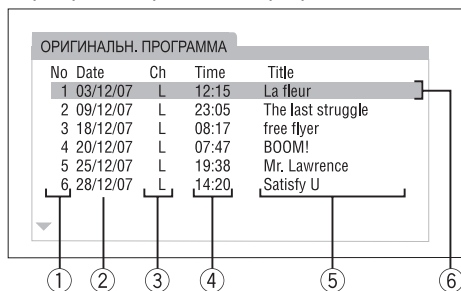 ОРИГИНАЛЬН. ПРОГРАММА
No Date Ch Time Title
1 03/12/07 L 12:15 La fleur
2 09/12/07 L 23:05 The last struggle
3 18/12/07 L 08:17 free flyer
4 20/12/07 L 07:47 BOOM!
5 25/12/07 L 19:38 Mr. Lawrence
6 28/12/07 L 14:20 Satisfy U
① ② ③ ④ ⑤ ⑥